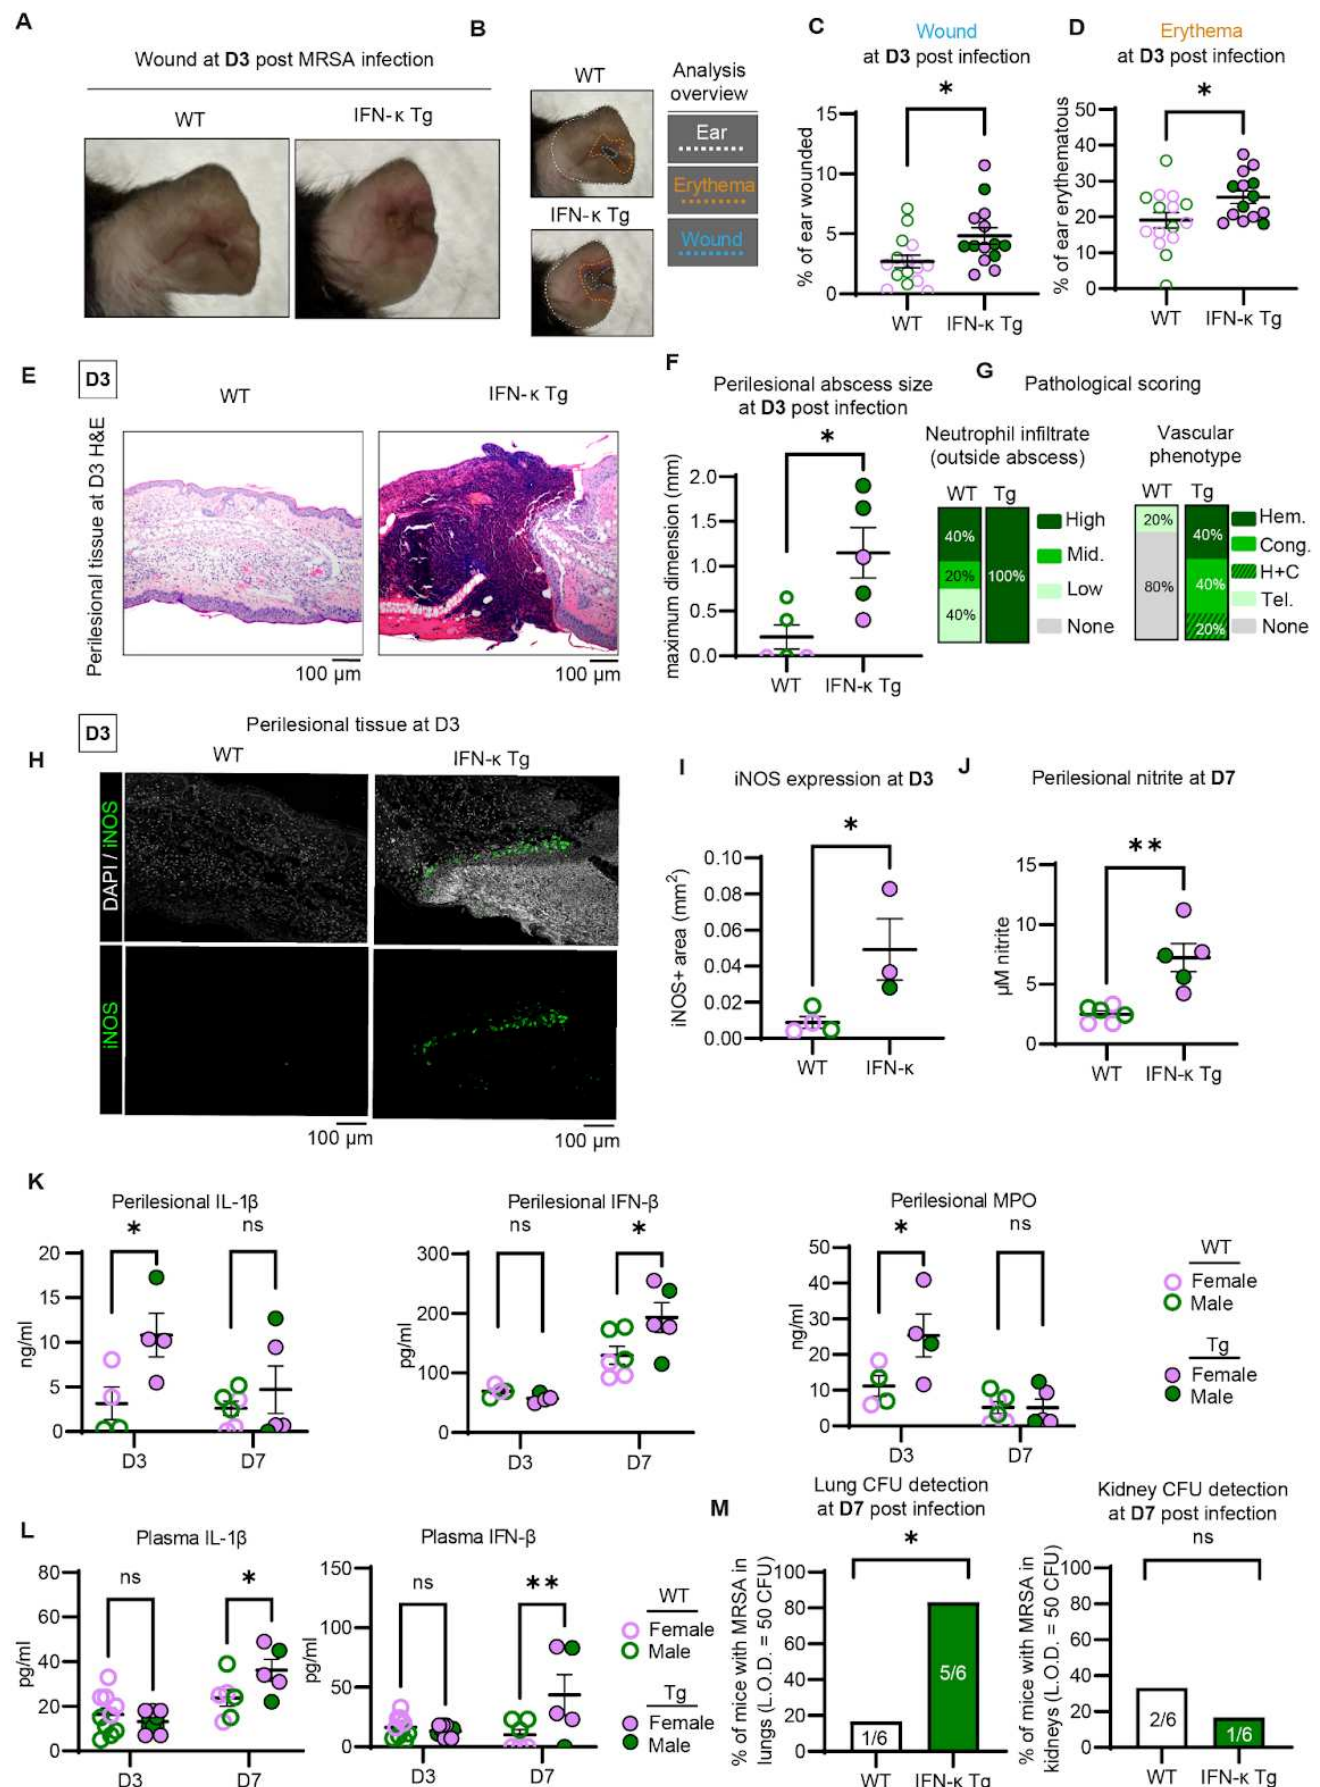 A
Wound at D3 post MRSA infection
WT
IFN-κ Tg
B
WT
IFN-κ Tg
Analysis
overview
Ear
Erythema
Wound
C
Wound
at D3 post infection
*
% of ear wounded
15
10
5
0
WT
IFN-κ Tg
D
Erythema
at D3 post infection
*
% of ear erythematous
50
40
30
20
10
0
WT
IFN-κ Tg
E
D3
Perilesional tissue at D3 H&E
WT
IFN-κ Tg
100 µm
100 µm
F
Perilesional abscess size
at D3 post infection
*
maximum dimension (mm)
2.0
1.5
1.0
0.5
0.0
WT
IFN-κ Tg
G
Pathological scoring
Neutrophil infiltrate
(outside abscess)
WT Tg
40%
20%
40%
100%
High
Mid.
Low
None
Vascular
phenotype
WT Tg
20%
80%
40%
40%
20%
Hem.
Cong.
H+C
Tel.
None
D3
Perilesional tissue at D3
H
WT
IFN-κ Tg
DAPI / iNOS
iNOS
100 µm
100 µm
I
iNOS expression at D3
*
iNOS+ area (mm²)
0.10
0.08
0.06
0.04
0.02
0.00
WT
IFN-κ
J
Perilesional nitrite at D7
**
µM nitrite
15
10
5
0
WT
IFN-κ Tg
K
Perilesional IL-1β
*
ns
ng/ml
20
15
10
5
0
D3
D7
Perilesional IFN-β
ns
*
pg/ml
300
200
100
0
D3
D7
Perilesional MPO
*
ns
ng/ml
50
40
30
20
10
0
D3
D7
WT
Female
Male
Tg
Female
Male
L
Plasma IL-1β
ns
*
pg/ml
80
60
40
20
0
D3
D7
Plasma IFN-β
ns
**
pg/ml
150
100
50
0
D3
D7
WT
Female
Male
Tg
Female
Male
M
Lung CFU detection
at D7 post infection
*
% of mice with MRSA in
lungs (L.O.D. = 50 CFU)
100
80
60
40
20
0
1/6
5/6
WT
IFN-κ Tg
Kidney CFU detection
at D7 post infection
ns
% of mice with MRSA in
kidneys (L.O.D. = 50 CFU)
100
80
60
40
20
0
2/6
1/6
WT
IFN-κ Tg